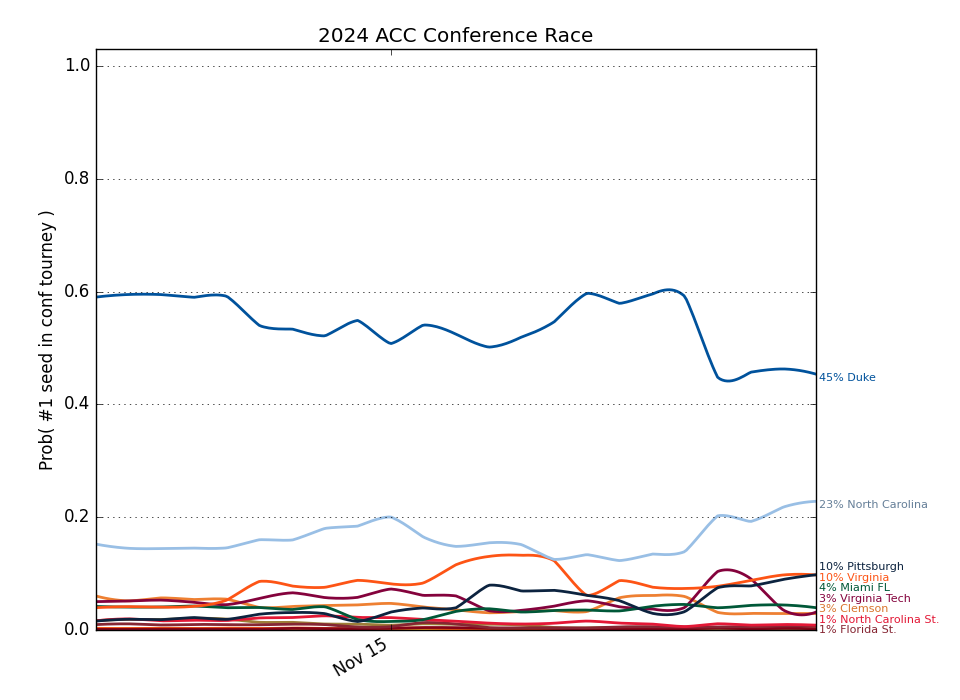 2024 ACC Conference Race
Prob( #1 seed in conf tourney )
1.0
0.8
0.6
0.4
0.2
0.0
Nov 15
45% Duke
23% North Carolina
10% Pittsburgh
10% Virginia
4% Miami FL
3% Virginia Tech
3% Clemson
1% North Carolina St.
1% Florida St.